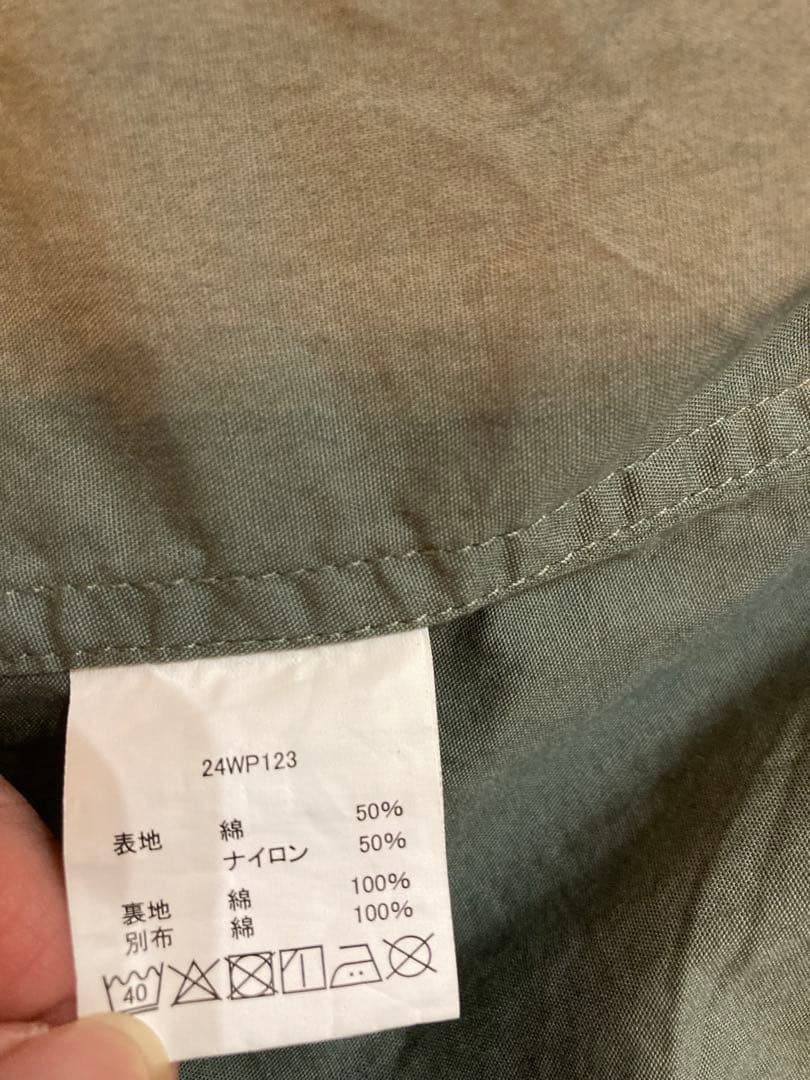 24WP123
表地 綿 50%
ナイロン 50%
裏地 綿 100%
別布 綿 100%
40